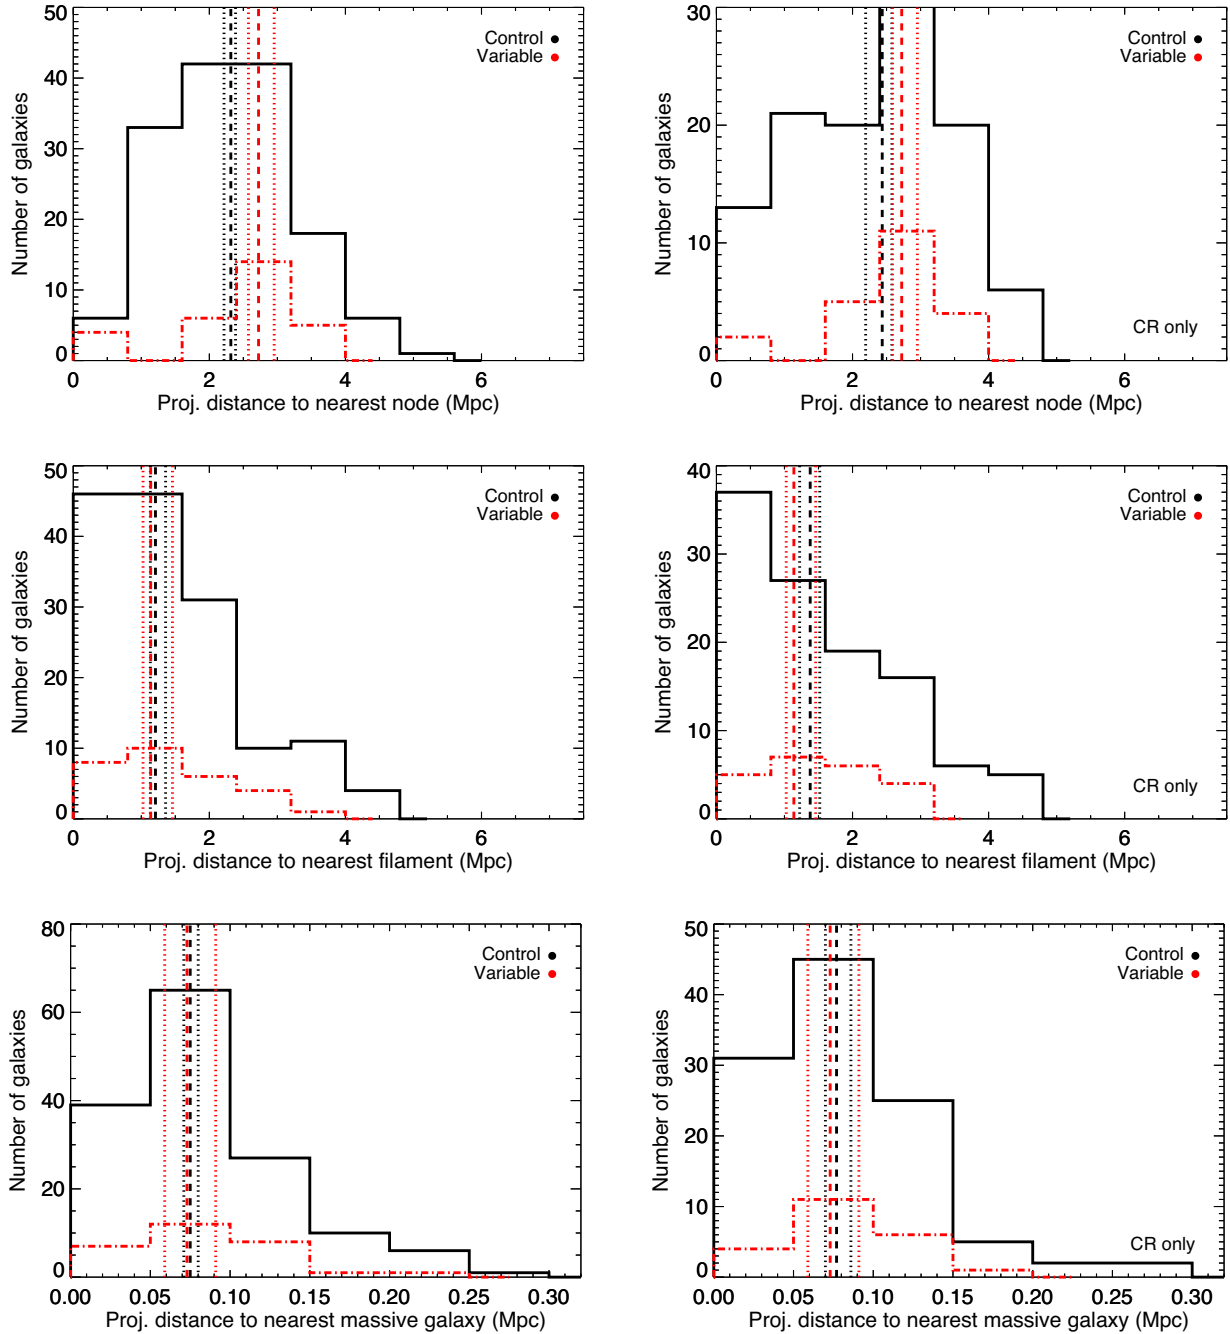 Number of galaxies
50
40
30
20
10
0
Control
Variable
0 2 4 6
Proj. distance to nearest node (Mpc)
Number of galaxies
30
20
10
0
Control
Variable
CR only
0 2 4 6
Proj. distance to nearest node (Mpc)
Number of galaxies
50
40
30
20
10
0
Control
Variable
0 2 4 6
Proj. distance to nearest filament (Mpc)
Number of galaxies
40
30
20
10
0
Control
Variable
CR only
0 2 4 6
Proj. distance to nearest filament (Mpc)
Number of galaxies
80
60
40
20
0
Control
Variable
0.00 0.05 0.10 0.15 0.20 0.25 0.30
Proj. distance to nearest massive galaxy (Mpc)
Number of galaxies
50
40
30
20
10
0
Control
Variable
CR only
0.00 0.05 0.10 0.15 0.20 0.25 0.30
Proj. distance to nearest massive galaxy (Mpc)